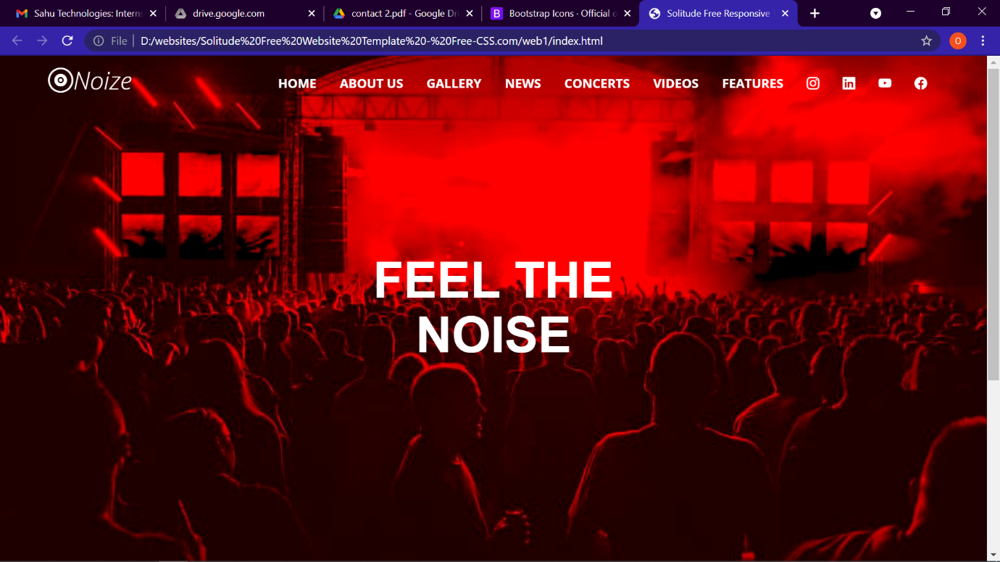 Sahu Technologies: Interns
drive.google.com
contact 2.pdf - Google Dri
Bootstrap Icons · Official o
Solitude Free Responsive T
File
D:/websites/Solitude%20Free%20Website%20Template%20-%20Free-CSS.com/web1/index.html
O
Noize
HOME ABOUT US GALLERY NEWS CONCERTS VIDEOS FEATURES
FEEL THE
NOISE